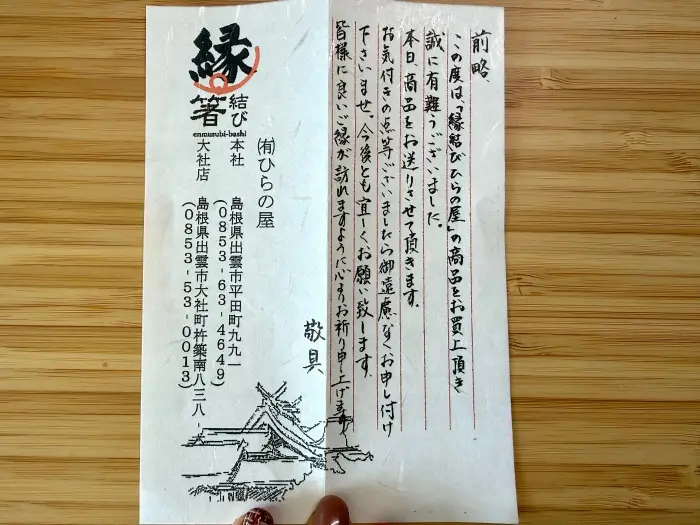 前略、
この度は、「縁結びひらの屋」の商品をお買上頂き
誠に有難うございました。
本日、商品をお送りさせて頂きます。
お気付きの点等ございましたら御遠慮なくお申し付け
下さいませ。今後とも宜しくお願い致します。
皆様に良いご縁が訪れますように心よりお祈り申し上げます。
敬具
㈲ひらの屋
本社 島根県出雲市平田町九九一
(0853-63-4649)
大社店 島根県出雲市大社町杵築南八三八-
(0853-53-0013)
縁
結び
箸
enmusubi-bashi